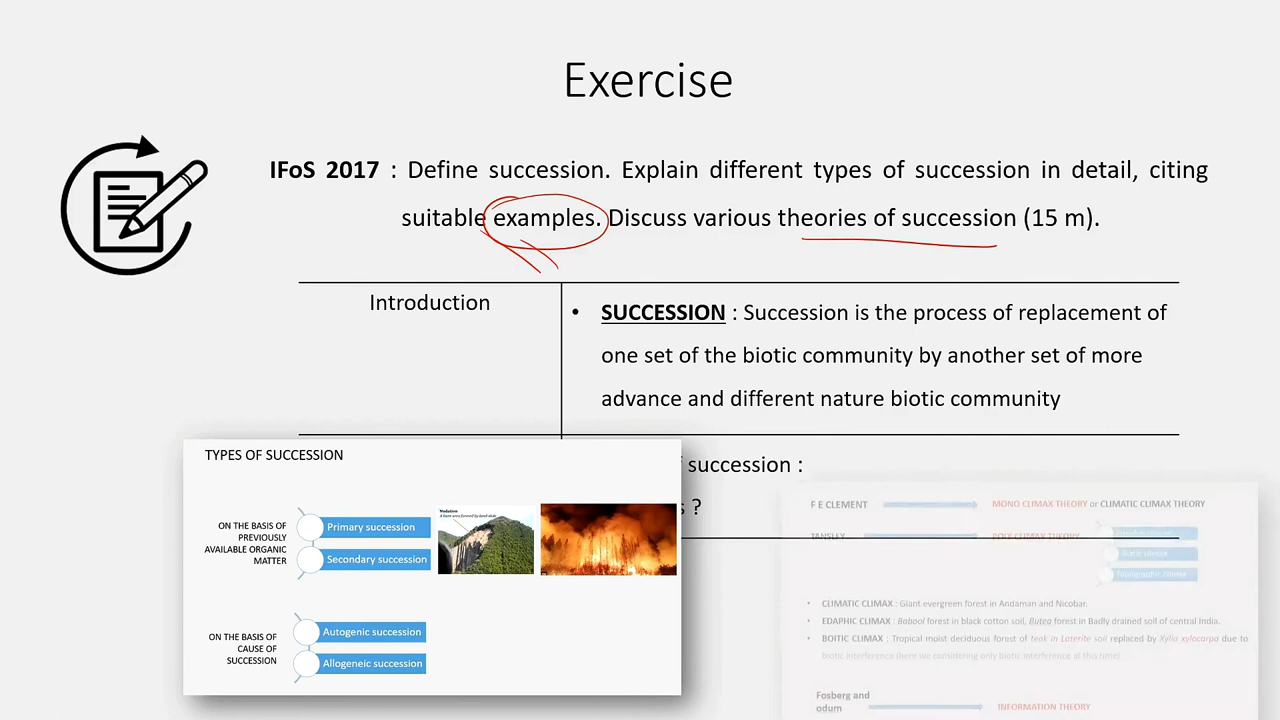 Exercise
IFoS 2017 : Define succession. Explain different types of succession in detail, citing
suitable examples. Discuss various theories of succession (15 m).
Introduction
• SUCCESSION : Succession is the process of replacement of
one set of the biotic community by another set of more
advance and different nature biotic community
succession :
s ?
TYPES OF SUCCESSION
ON THE BASIS OF
PREVIOUSLY
AVAILABLE ORGANIC
MATTER
Primary succession
Secondary succession
Nudation
ON THE BASIS OF
CAUSE OF
SUCCESSION
Autogenic succession
Allogeneic succession
F E CLEMENT
MONO CLIMAX THEORY or CLIMATIC CLIMAX THEORY
TANSLEY
POLY CLIMAX THEORY
Biotic climax
Topographic climax
• CLIMATIC CLIMAX : Giant evergreen forest in Andaman and Nicobar.
• EDAPHIC CLIMAX : Babool forest in black cotton soil, Butea forest in Badly drained soil of central India.
• BOITIC CLIMAX : Tropical moist deciduous forest of teak in Laterite soil replaced by Xylia xylocarpa due to
biotic interference (here we considering only biotic interference at this time)
Fosberg and
odum
INFORMATION THEORY